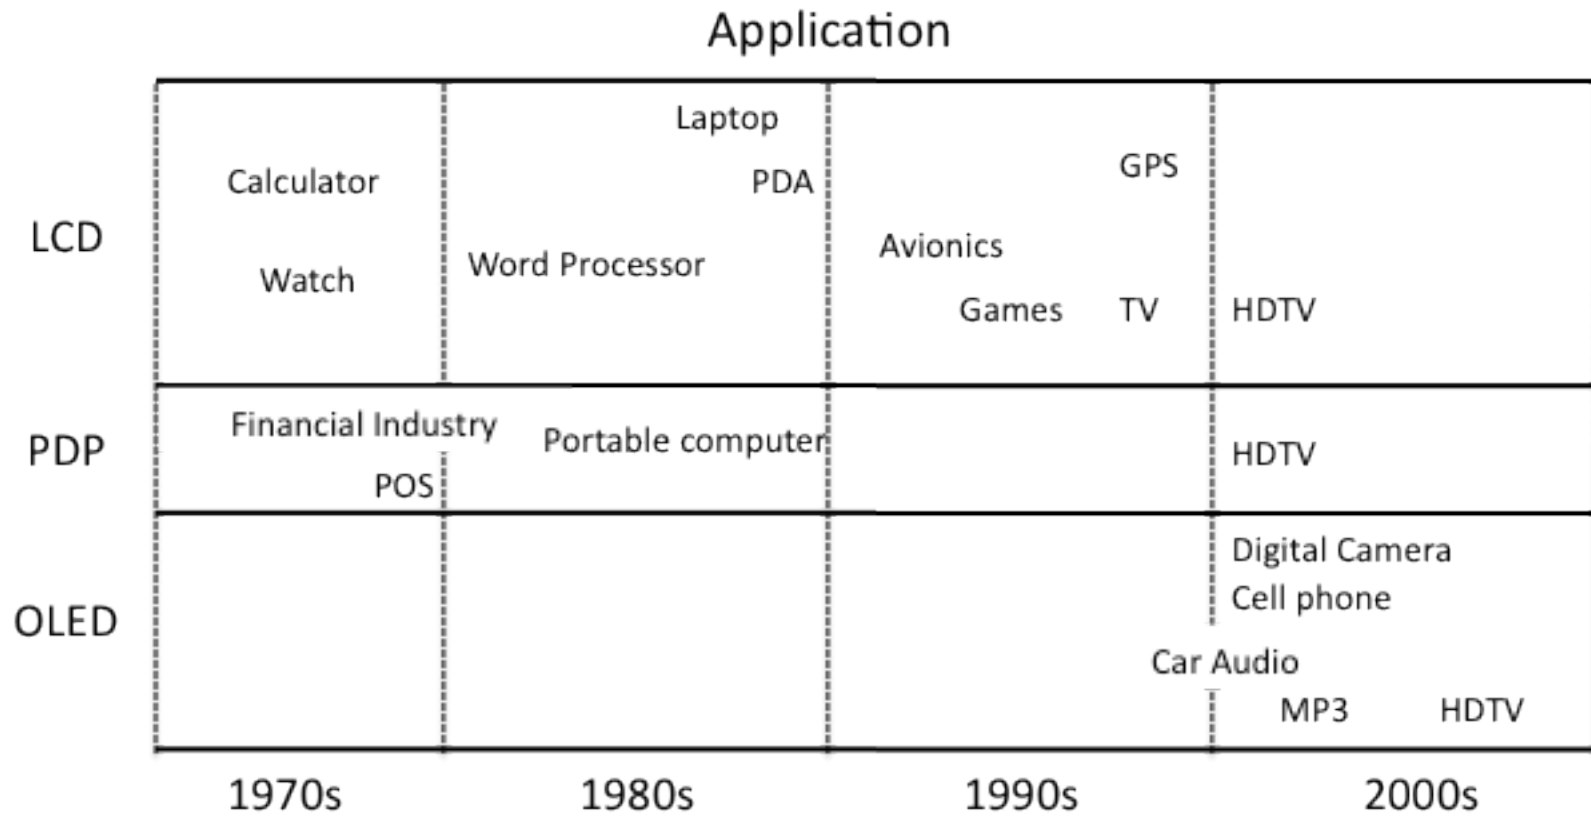 Application
LCD
Calculator
Watch
Laptop
PDA
Word Processor
GPS
Avionics
Games TV
HDTV
PDP
Financial Industry
POS
Portable computer
HDTV
OLED
Digital Camera
Cell phone
Car Audio
MP3 HDTV
1970s 1980s 1990s 2000s